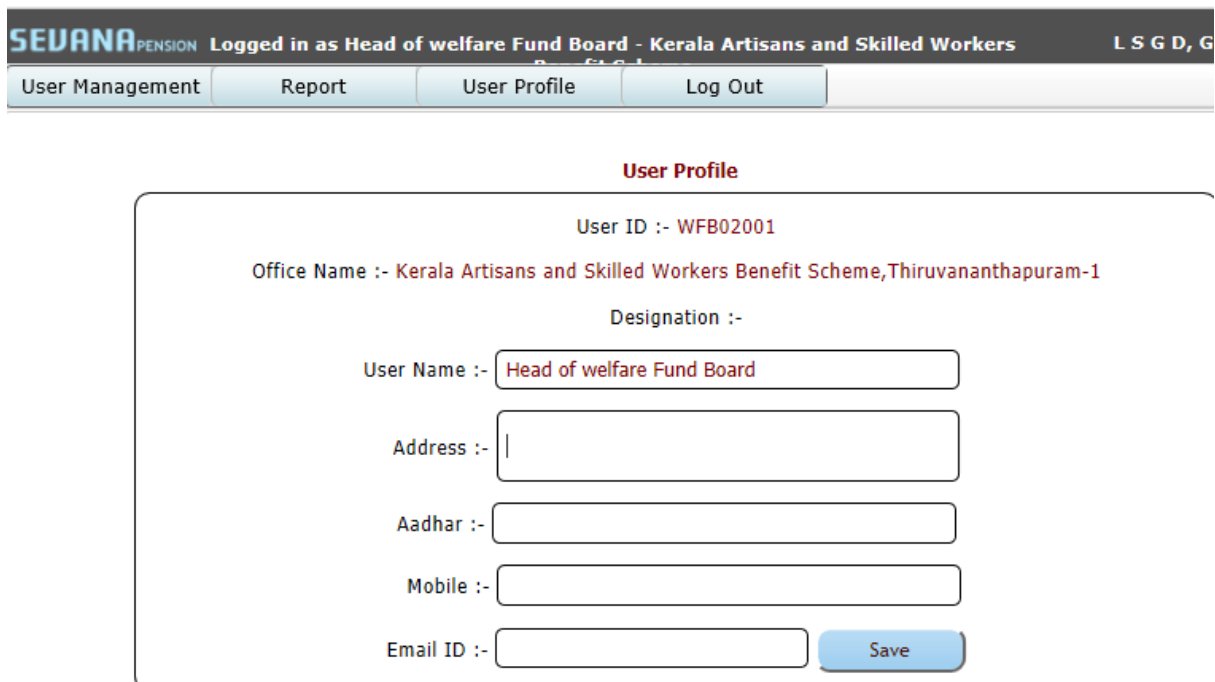 SEVANA PENSION Logged in as Head of welfare Fund Board - Kerala Artisans and Skilled Workers L S G D, G
Benefit Scheme
User Management Report User Profile Log Out
User Profile
User ID :- WFB02001
Office Name :- Kerala Artisans and Skilled Workers Benefit Scheme,Thiruvananthapuram-1
Designation :-
User Name :- Head of welfare Fund Board
Address :-
Aadhar :-
Mobile :-
Email ID :- Save